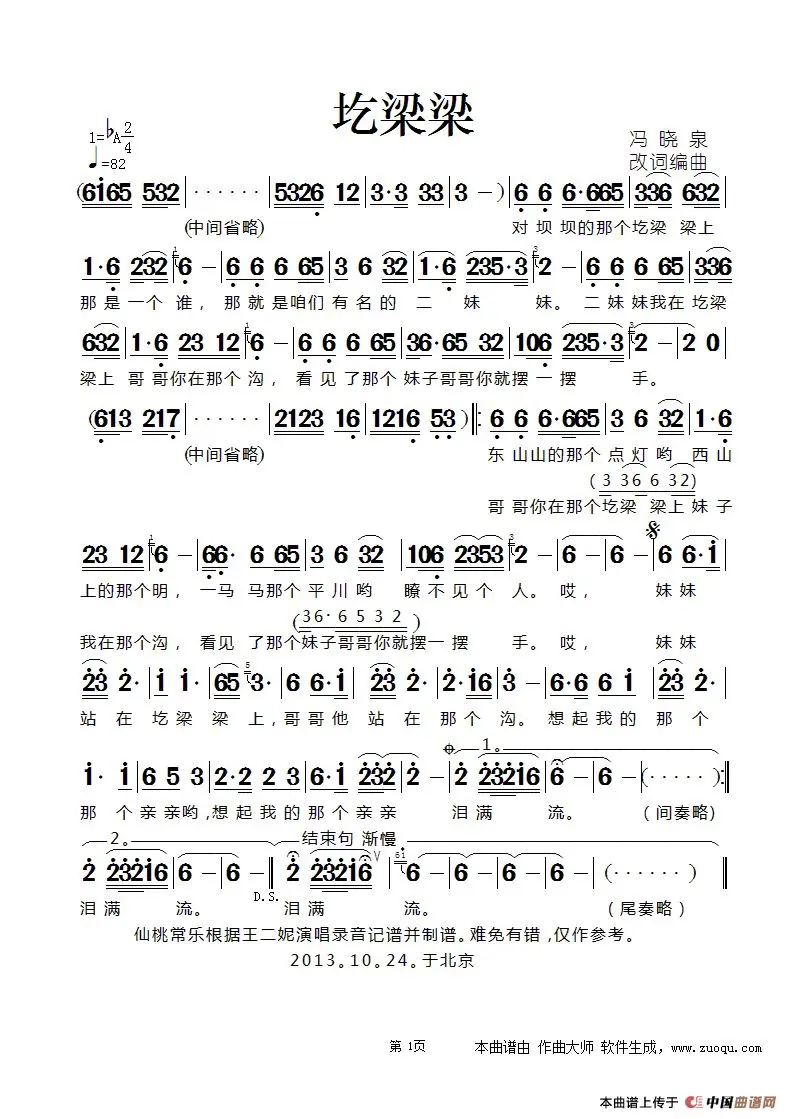 圪梁梁
1=♭A 2/4
♩=82
冯晓泉
改词编曲
(6i65 532 | ······ | 5326 12 | 3·3 33 | 3 - ) | 6 6 6·665 | 336 632 |
(中间省略) 对坝坝的那个圪梁 梁上
1·6 232 | 6 - | 6 6 6 65 | 3 6 32 | 1·6 235·3 | 2 - | 6 6 6 65 | 336
那是一个谁，那就是咱们有名的二妹妹。二妹妹我在圪梁
632 | 1·6 23 12 | 6 - | 6 6 6 65 | 36·65 32 | 106 235·3 | 2 - | 2 0
梁上 哥哥你在那个沟，看见了那个妹子哥哥你就摆一摆 手。
(613 217 | ······ | 2123 16 | 1216 53) ‖: 6 6 6·665 | 3 6 32 | 1·6
(中间省略) 东山山的那个点灯哟 西山
(3 36 6 32)
哥哥你在那个圪梁 梁上妹子
23 12 | 6 - | 66· 6 65 | 3 6 32 | 106 2353 | 2 - | 6 - | 6 - | 6 6·i
上的那个明，一马 马那个平川哟 瞭不见个人。哎，妹妹
(36· 6 5 3 2)
我在那个沟，看见 了那个妹子哥哥你就摆一摆 手。哎，妹妹
23 2· | i i· | 65 3· | 6 6·i | 23 2· | 2·i6 | 3 - | 6·6 6 6 | 23 2·
站在圪梁梁上，哥哥他站在那个沟。想起我的那个
1。
i· i | 6 5 3 | 2·2 2 3 | 6·i 232 | 2 - | 2 232i6 | 6 - | 6 - | (····· :‖
那个亲亲哟，想起我的那个亲亲 泪满 流。（间奏略）
2。 结束句 渐慢
2 232i6 | 6 - | 6 - ‖ 2 232i6 V | 6 - | 6 - | 6 - | 6 - | (······) ‖
D.S.
泪满 流。 泪满 流。 （尾奏略）
仙桃常乐根据王二妮演唱录音记谱并制谱。难免有错，仅作参考。
2013。10。24。于北京
第 1页 本曲谱由 作曲大师 软件生成，www.zuoqu.com
本曲谱上传于 中国曲谱网